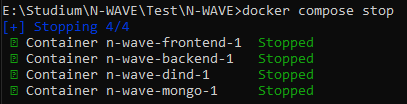 E:\Studium\N-WAVE\Test\N-WAVE>docker compose stop
[+] Stopping 4/4
Container n-wave-frontend-1 Stopped
Container n-wave-backend-1 Stopped
Container n-wave-dind-1 Stopped
Container n-wave-mongo-1 Stopped